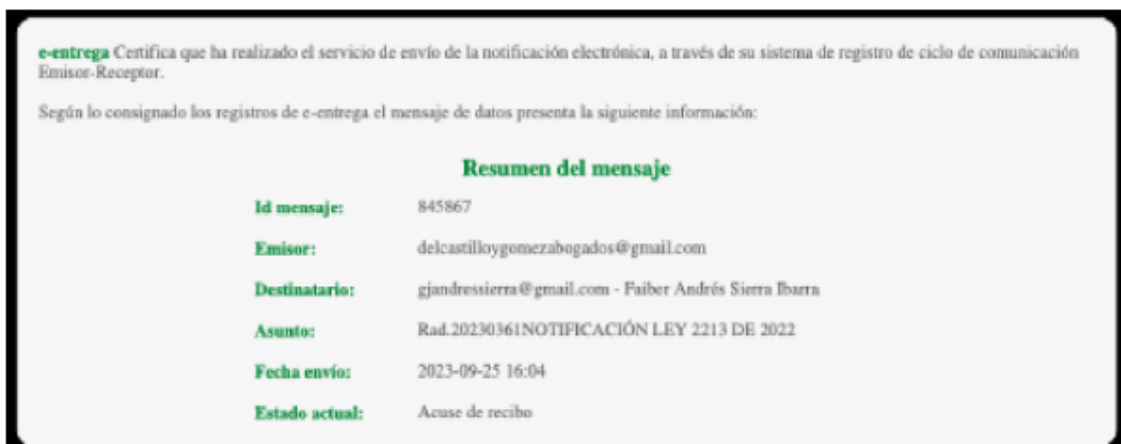 e-entrega Certifica que ha realizado el servicio de envío de la notificación electrónica, a través de su sistema de registro de ciclo de comunicación
Emisor-Receptor.
Según lo consignado los registros de e-entrega el mensaje de datos presenta la siguiente información:
Resumen del mensaje
Id mensaje: 845867
Emisor: delcastilloygomezabogados@gmail.com
Destinatario: gjandressierra@gmail.com - Faiber Andrés Sierra Ibarra
Asunto: Rad.20230361NOTIFICACIÓN LEY 2213 DE 2022
Fecha envío: 2023-09-25 16:04
Estado actual: Acuse de recibo